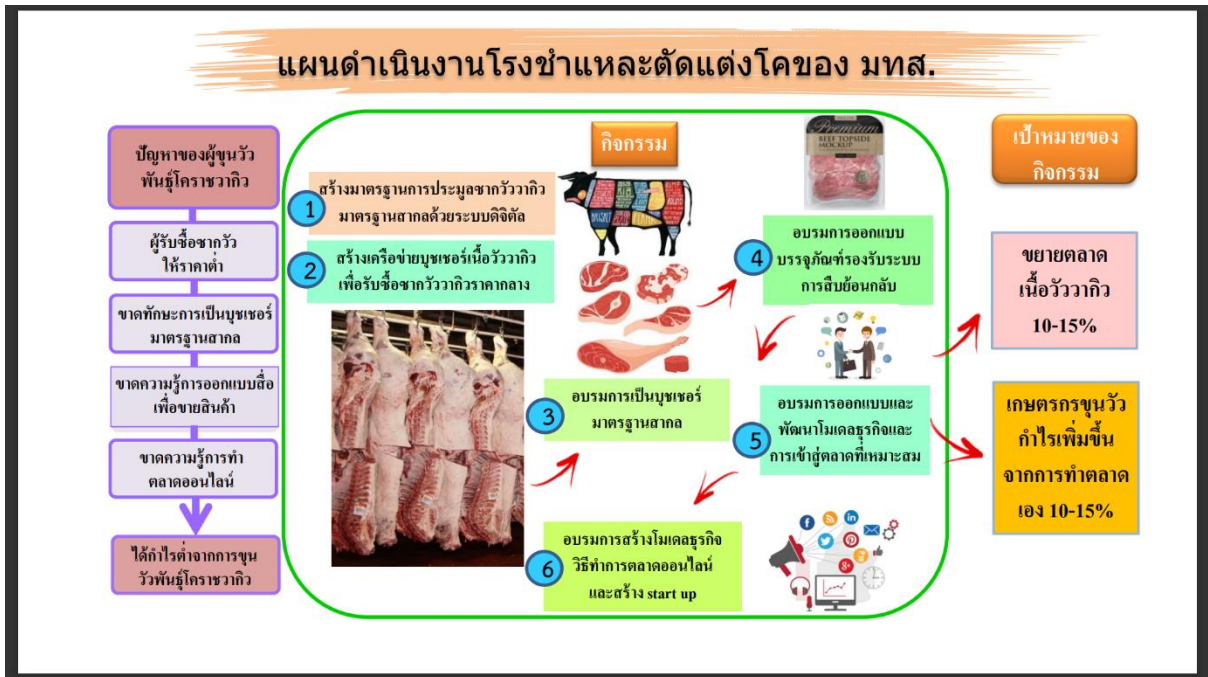 แผนดำเนินงานโรงชำแหละตัดแต่งโคของ มทส.
ปัญหาของผู้ขุนวัว
พันธุ์โคราชวากิว
ผู้รับซื้อซากวัว
ให้ราคาต่ำ
ขาดทักษะการเป็นบุชเชอร์
มาตรฐานสากล
ขาดความรู้การออกแบบสื่อ
เพื่อขายสินค้า
ขาดความรู้การทำ
ตลาดออนไลน์
ได้กำไรต่ำจากการขุน
วัวพันธุ์โคราชวากิว
กิจกรรม
1
สร้างมาตรฐานการประมูลซากวัววากิว
มาตรฐานสากลด้วยระบบดิจิตัล
2
สร้างเครือข่ายบุชเชอร์เนื้อวัววากิว
เพื่อรับซื้อซากวัววากิวราคากลาง
3
อบรมการเป็นบุชเชอร์
มาตรฐานสากล
Premium
BEEF TOPSIDE
MOCKUP
4
อบรมการออกแบบ
บรรจุภัณฑ์รองรับระบบ
การสืบย้อนกลับ
5
อบรมการออกแบบและ
พัฒนาโมเดลธุรกิจและ
การเข้าสู่ตลาดที่เหมาะสม
6
อบรมการสร้างโมเดลธุรกิจ
วิธีทำการตลาดออนไลน์
และสร้าง start up
เป้าหมายของ
กิจกรรม
ขยายตลาด
เนื้อวัววากิว
10-15%
เกษตรกรขุนวัว
กำไรเพิ่มขึ้น
จากการทำตลาด
เอง 10-15%